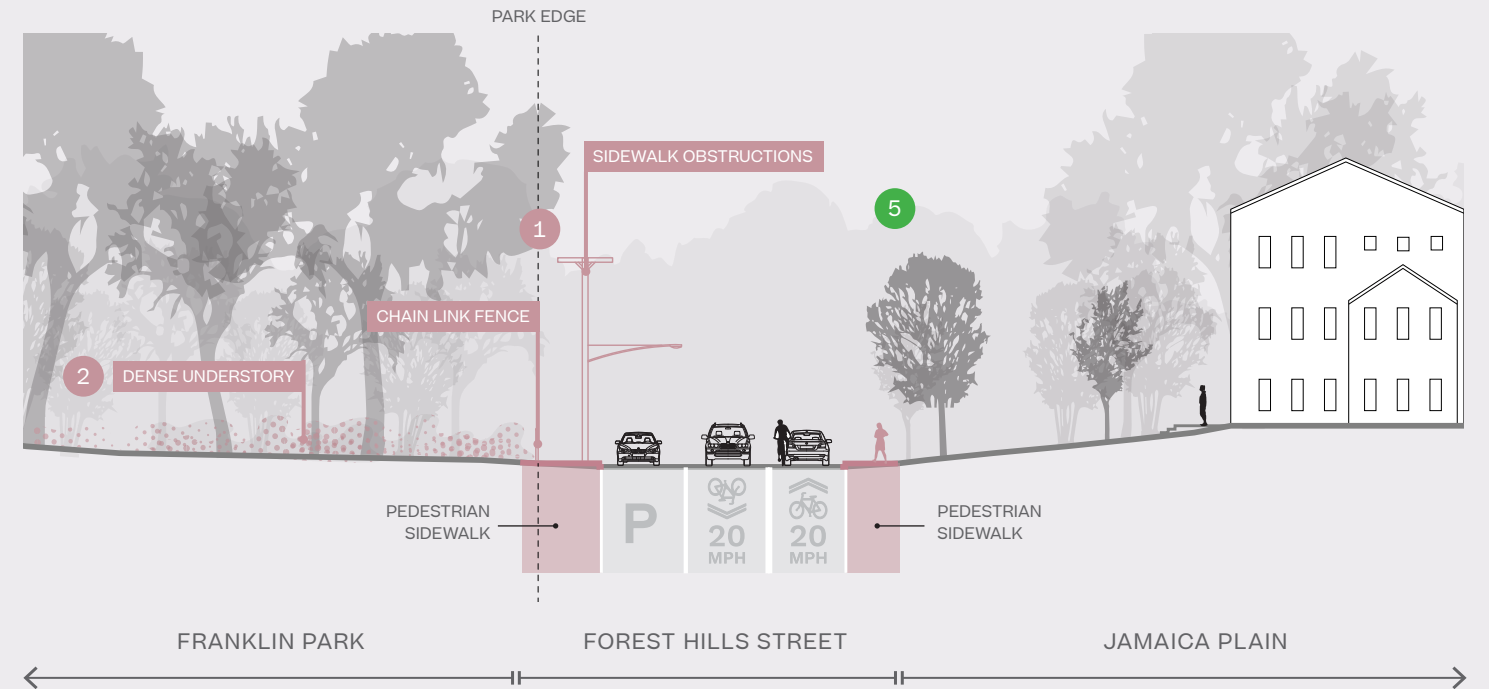 PARK EDGE
SIDEWALK OBSTRUCTIONS
5
1
CHAIN LINK FENCE
2
DENSE UNDERSTORY
PEDESTRIAN
SIDEWALK
P
20
MPH
20
MPH
PEDESTRIAN
SIDEWALK
FRANKLIN PARK
FOREST HILLS STREET
JAMAICA PLAIN